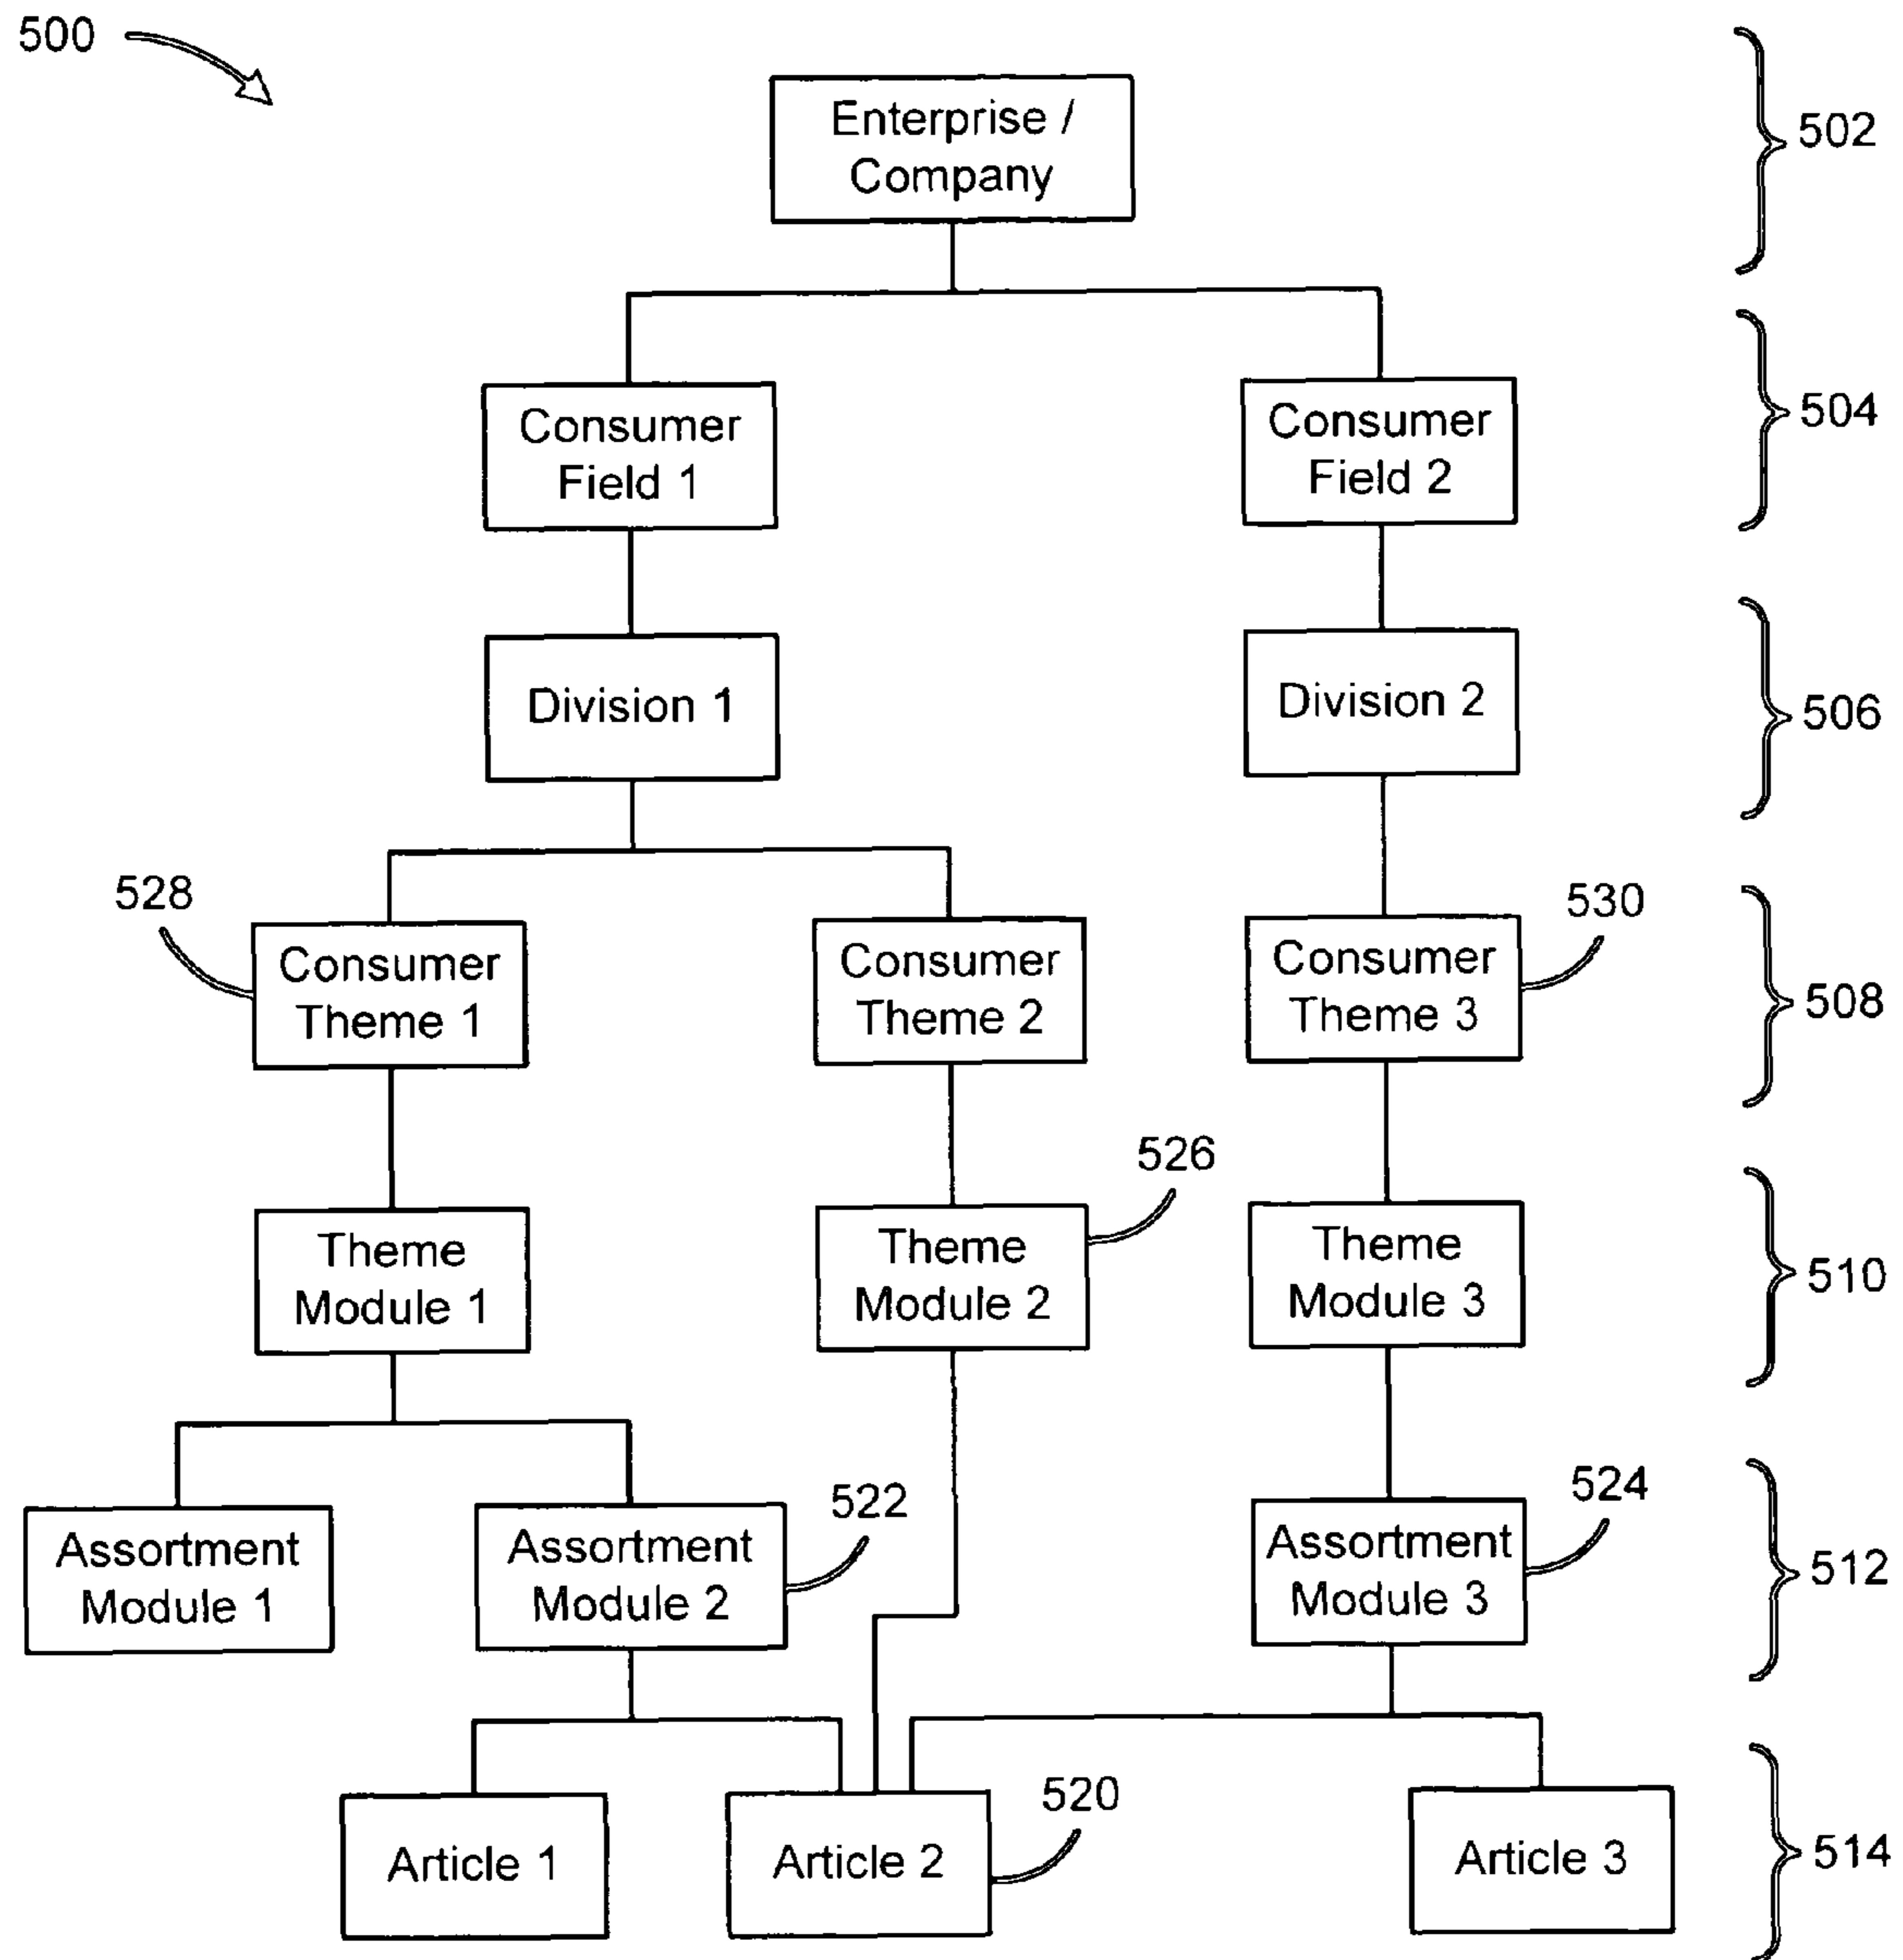 500
Enterprise /
Company
502
Consumer
Field 1
Consumer
Field 2
504
Division 1
Division 2
506
528
530
Consumer
Theme 1
Consumer
Theme 2
Consumer
Theme 3
508
526
Theme
Module 1
Theme
Module 2
Theme
Module 3
510
522
524
Assortment
Module 1
Assortment
Module 2
Assortment
Module 3
512
520
Article 1
Article 2
Article 3
514